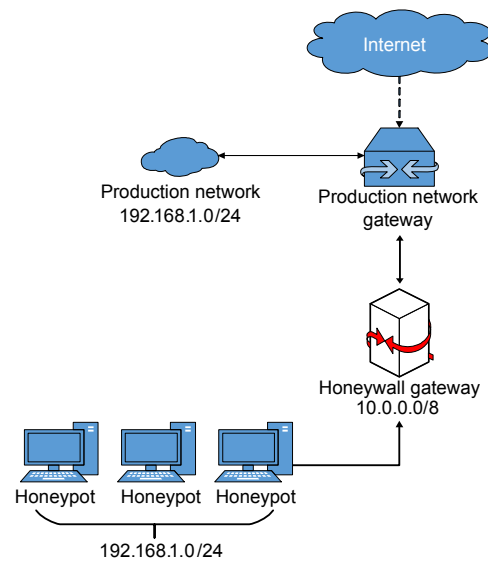 Internet
Production network
192.168.1.0/24
Production network
gateway
Honeywall gateway
10.0.0.0/8
Honeypot
Honeypot
Honeypot
192.168.1.0/24